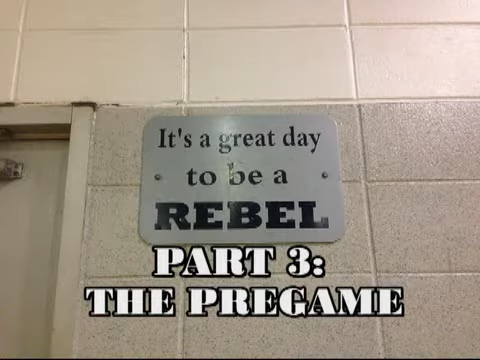 It's a great day
to be a
REBEL
PART 3:
THE PREGAME